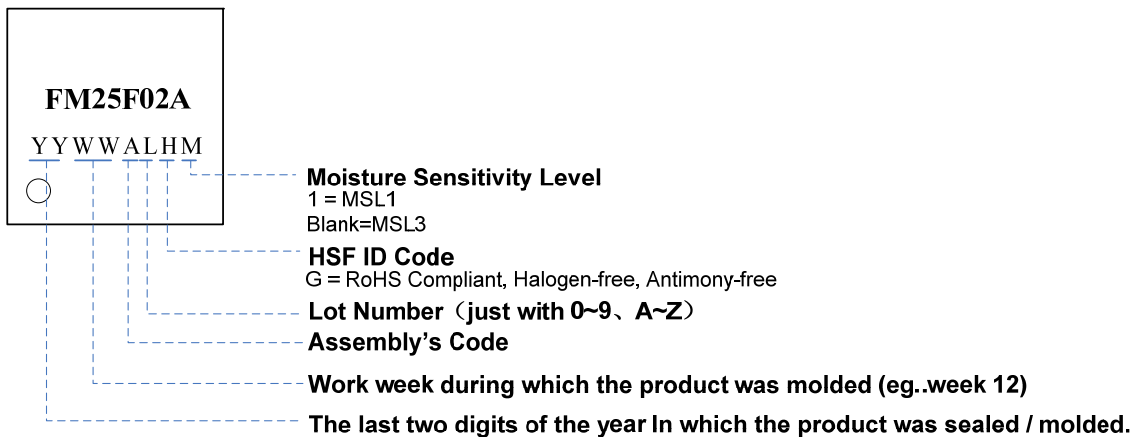 FM25F02A
YYWWALHM
Moisture Sensitivity Level
1 = MSL1
Blank=MSL3
HSF ID Code
G = RoHS Compliant, Halogen-free, Antimony-free
Lot Number（just with 0~9、A~Z）
Assembly's Code
Work week during which the product was molded (eg..week 12)
The last two digits of the year In which the product was sealed / molded.